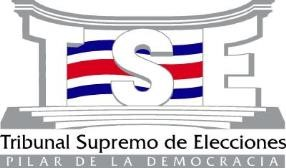 TSE
Tribunal Supremo de Elecciones
PILAR DE LA DEMOCRACIA